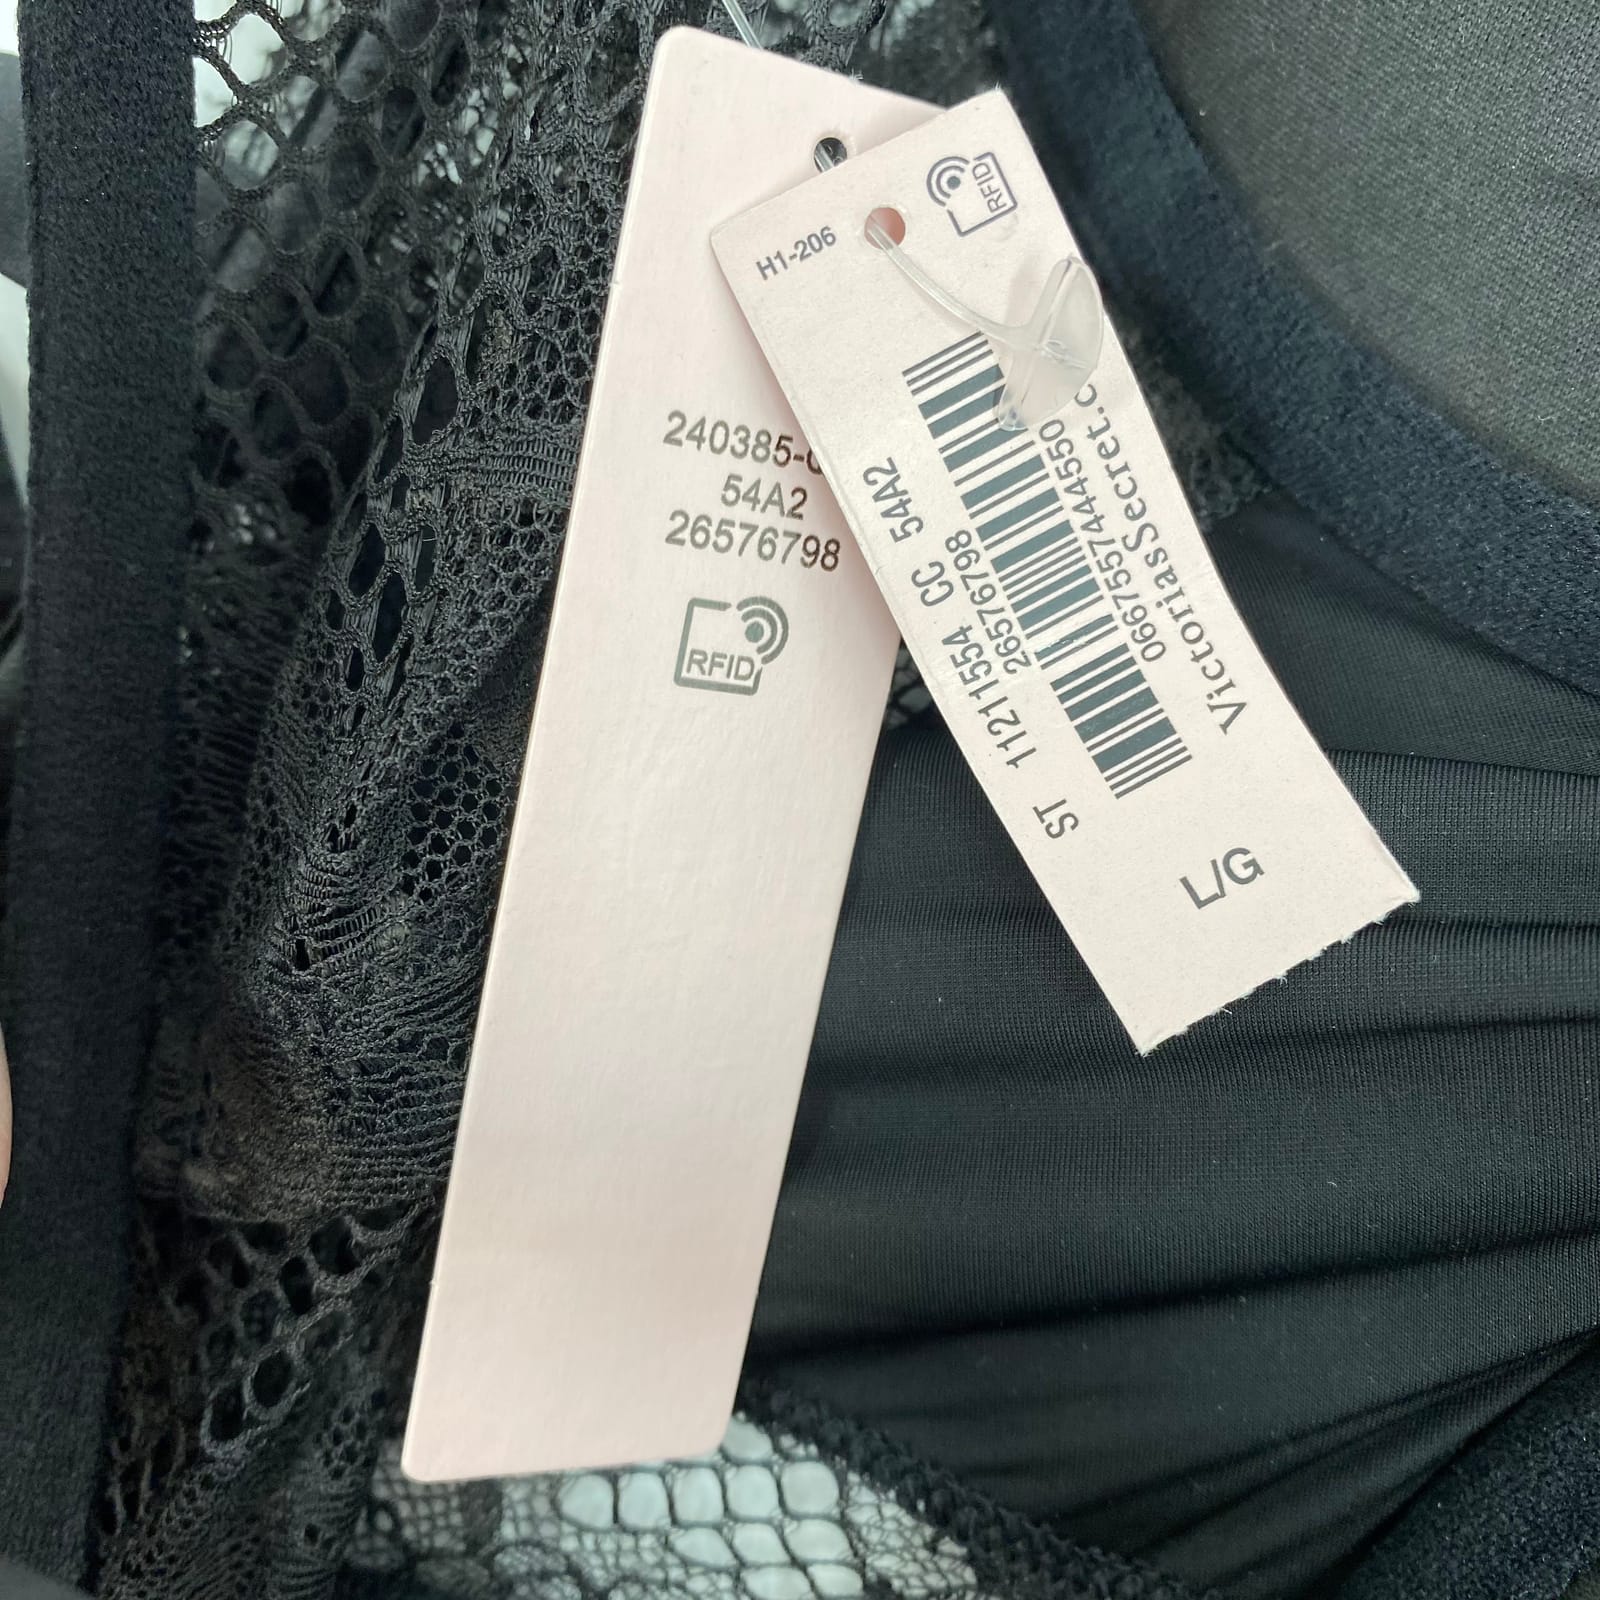 240385-
54A2
26576798
RFID
RFID
H1-206
ST 11211554 CC 54A2
26576798
0667557444550
VictoriasSecret.c
L/G